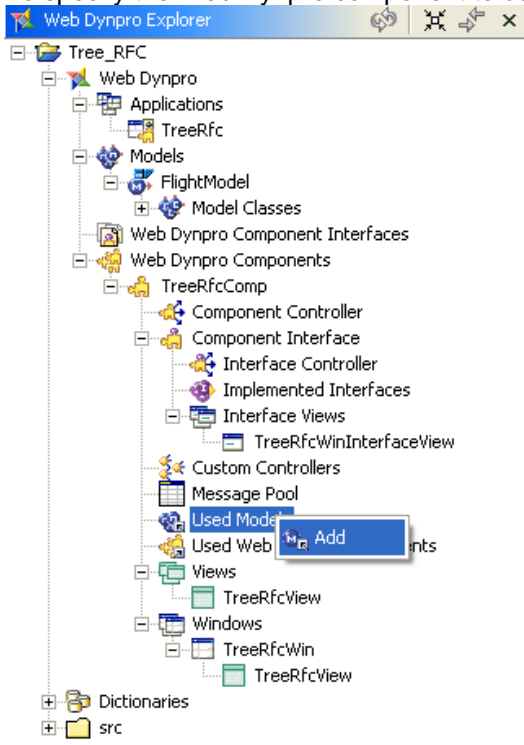 Web Dynpro Explorer
Tree_RFC
Web Dynpro
Applications
TreeRfc
Models
FlightModel
Model Classes
Web Dynpro Component Interfaces
Web Dynpro Components
TreeRfcComp
Component Controller
Component Interface
Interface Controller
Implemented Interfaces
Interface Views
TreeRfcWinInterfaceView
Custom Controllers
Message Pool
Used Model
Add
Used Web nts
Views
TreeRfcView
Windows
TreeRfcWin
TreeRfcView
Dictionaries
src